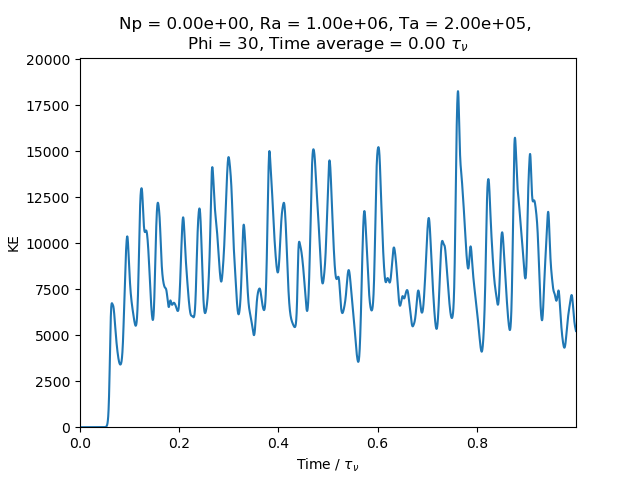 Np = 0.00e+00, Ra = 1.00e+06, Ta = 2.00e+05,
Phi = 30, Time average = 0.00 τν
20000
17500
15000
12500
10000
7500
5000
2500
0
KE
0.0 0.2 0.4 0.6 0.8
Time / τν